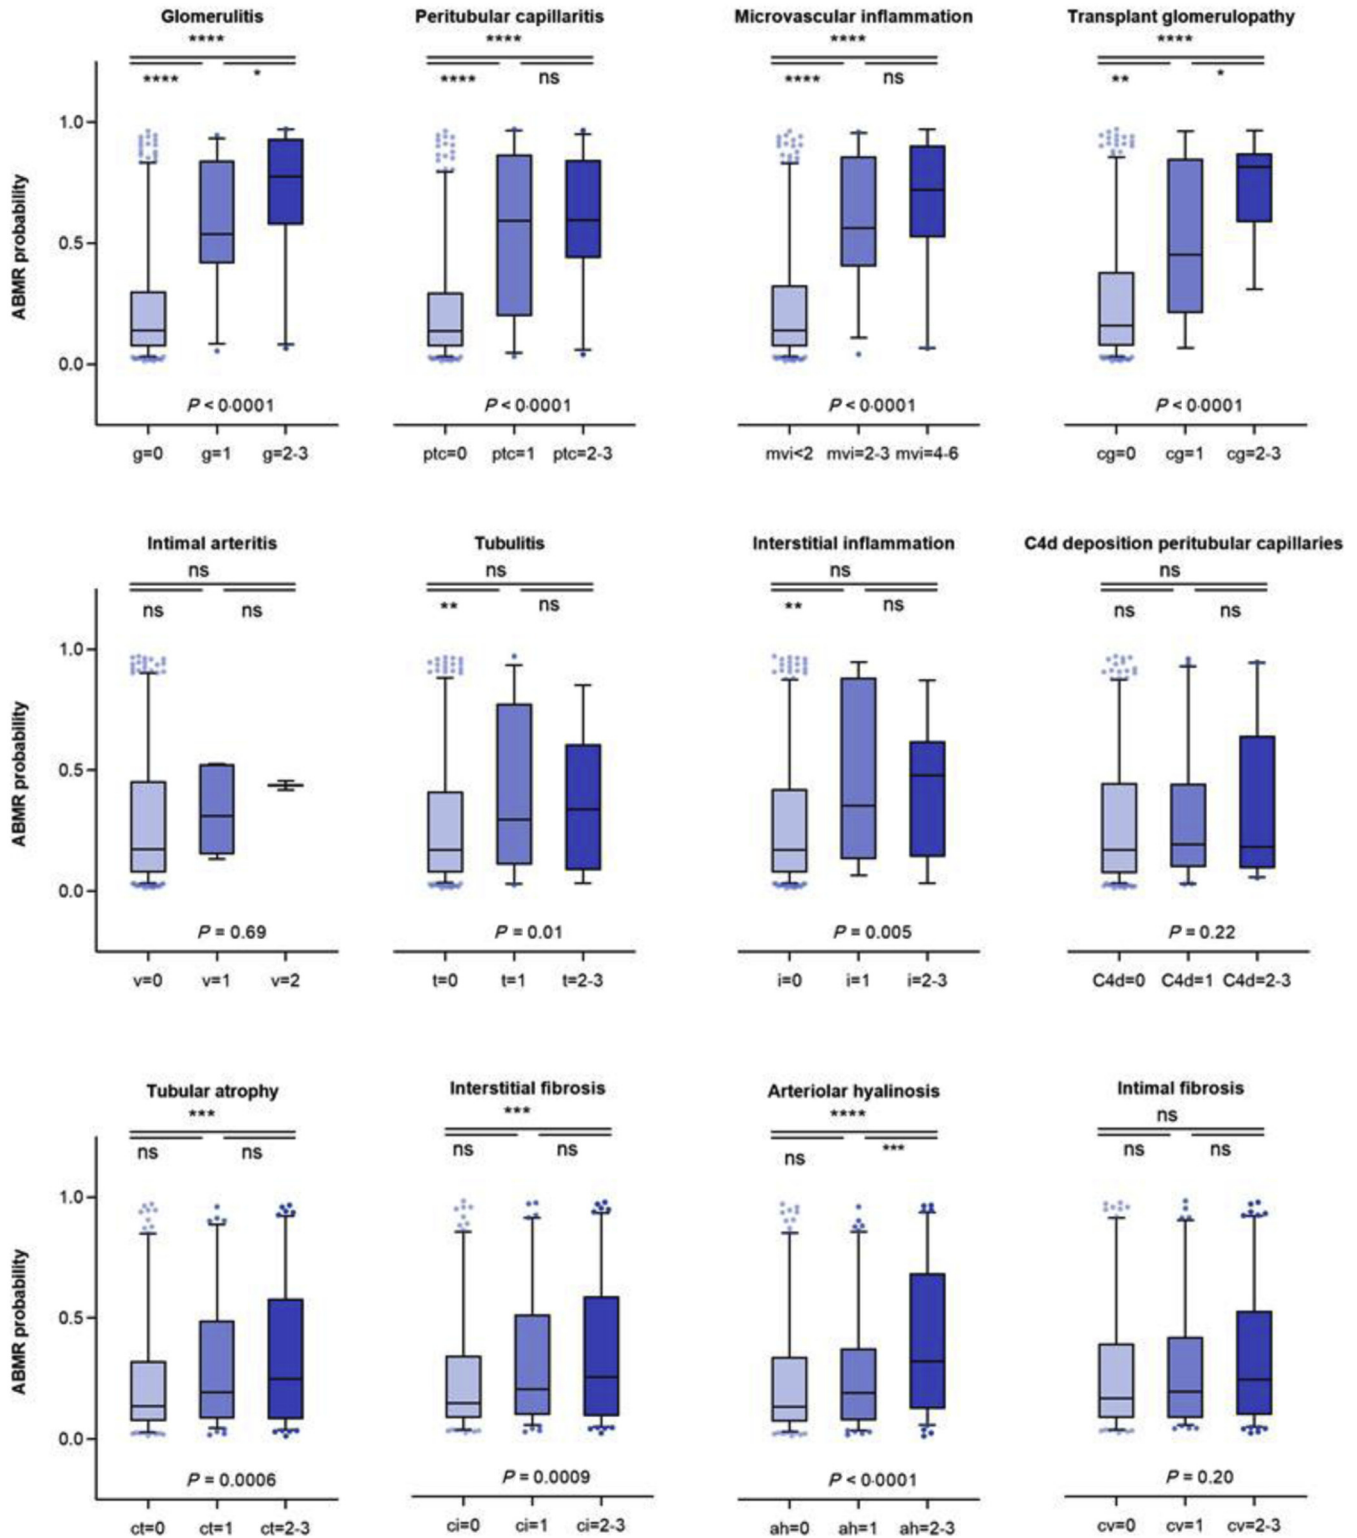 Glomerulitis Peritubular capillaritis Microvascular inflammation Transplant glomerulopathy
**** **** **** ****
**** * **** ns **** ns ** *
ABMR probability
1.0
0.5
0.0
P < 0·0001 P < 0·0001 P < 0·0001 P < 0·0001
g=0 g=1 g=2-3 ptc=0 ptc=1 ptc=2-3 mvi<2 mvi=2-3 mvi=4-6 cg=0 cg=1 cg=2-3
Intimal arteritis Tubulitis Interstitial inflammation C4d deposition peritubular capillaries
ns ns ns ns
ns ns ** ns ** ns ns ns
ABMR probability
1.0
0.5
0.0
P = 0.69 P = 0.01 P = 0.005 P = 0.22
v=0 v=1 v=2 t=0 t=1 t=2-3 i=0 i=1 i=2-3 C4d=0 C4d=1 C4d=2-3
Tubular atrophy Interstitial fibrosis Arteriolar hyalinosis Intimal fibrosis
*** *** **** ns
ns ns ns ns ns *** ns ns
ABMR probability
1.0
0.5
0.0
P = 0.0006 P = 0.0009 P < 0·0001 P = 0.20
ct=0 ct=1 ct=2-3 ci=0 ci=1 ci=2-3 ah=0 ah=1 ah=2-3 cv=0 cv=1 cv=2-3